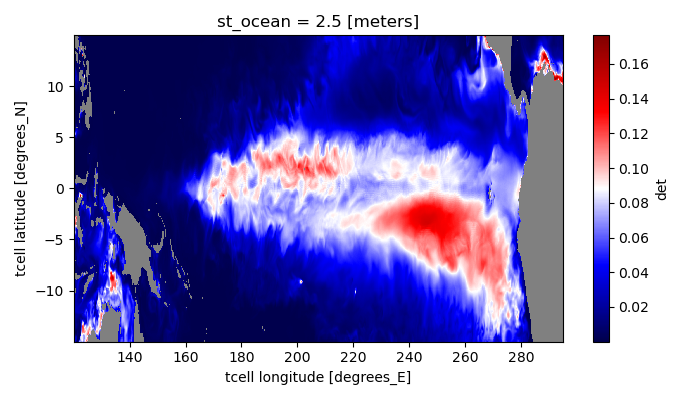 st_ocean = 2.5 [meters]
10
5
0
−5
−10
tcell latitude [degrees_N]
140 160 180 200 220 240 260 280
tcell longitude [degrees_E]
0.16
0.14
0.12
0.10
0.08
0.06
0.04
0.02
det